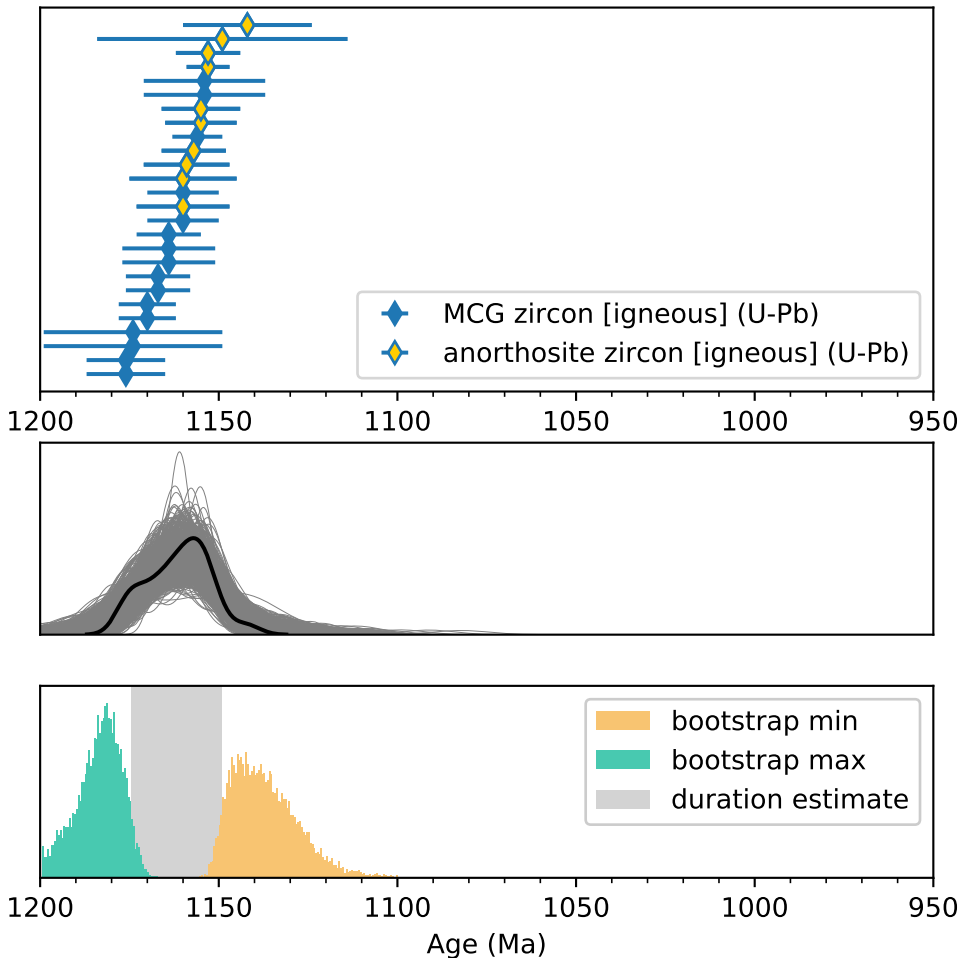 MCG zircon [igneous] (U-Pb)
anorthosite zircon [igneous] (U-Pb)
1200 1150 1100 1050 1000 950
bootstrap min
bootstrap max
duration estimate
1200 1150 1100 1050 1000 950
Age (Ma)